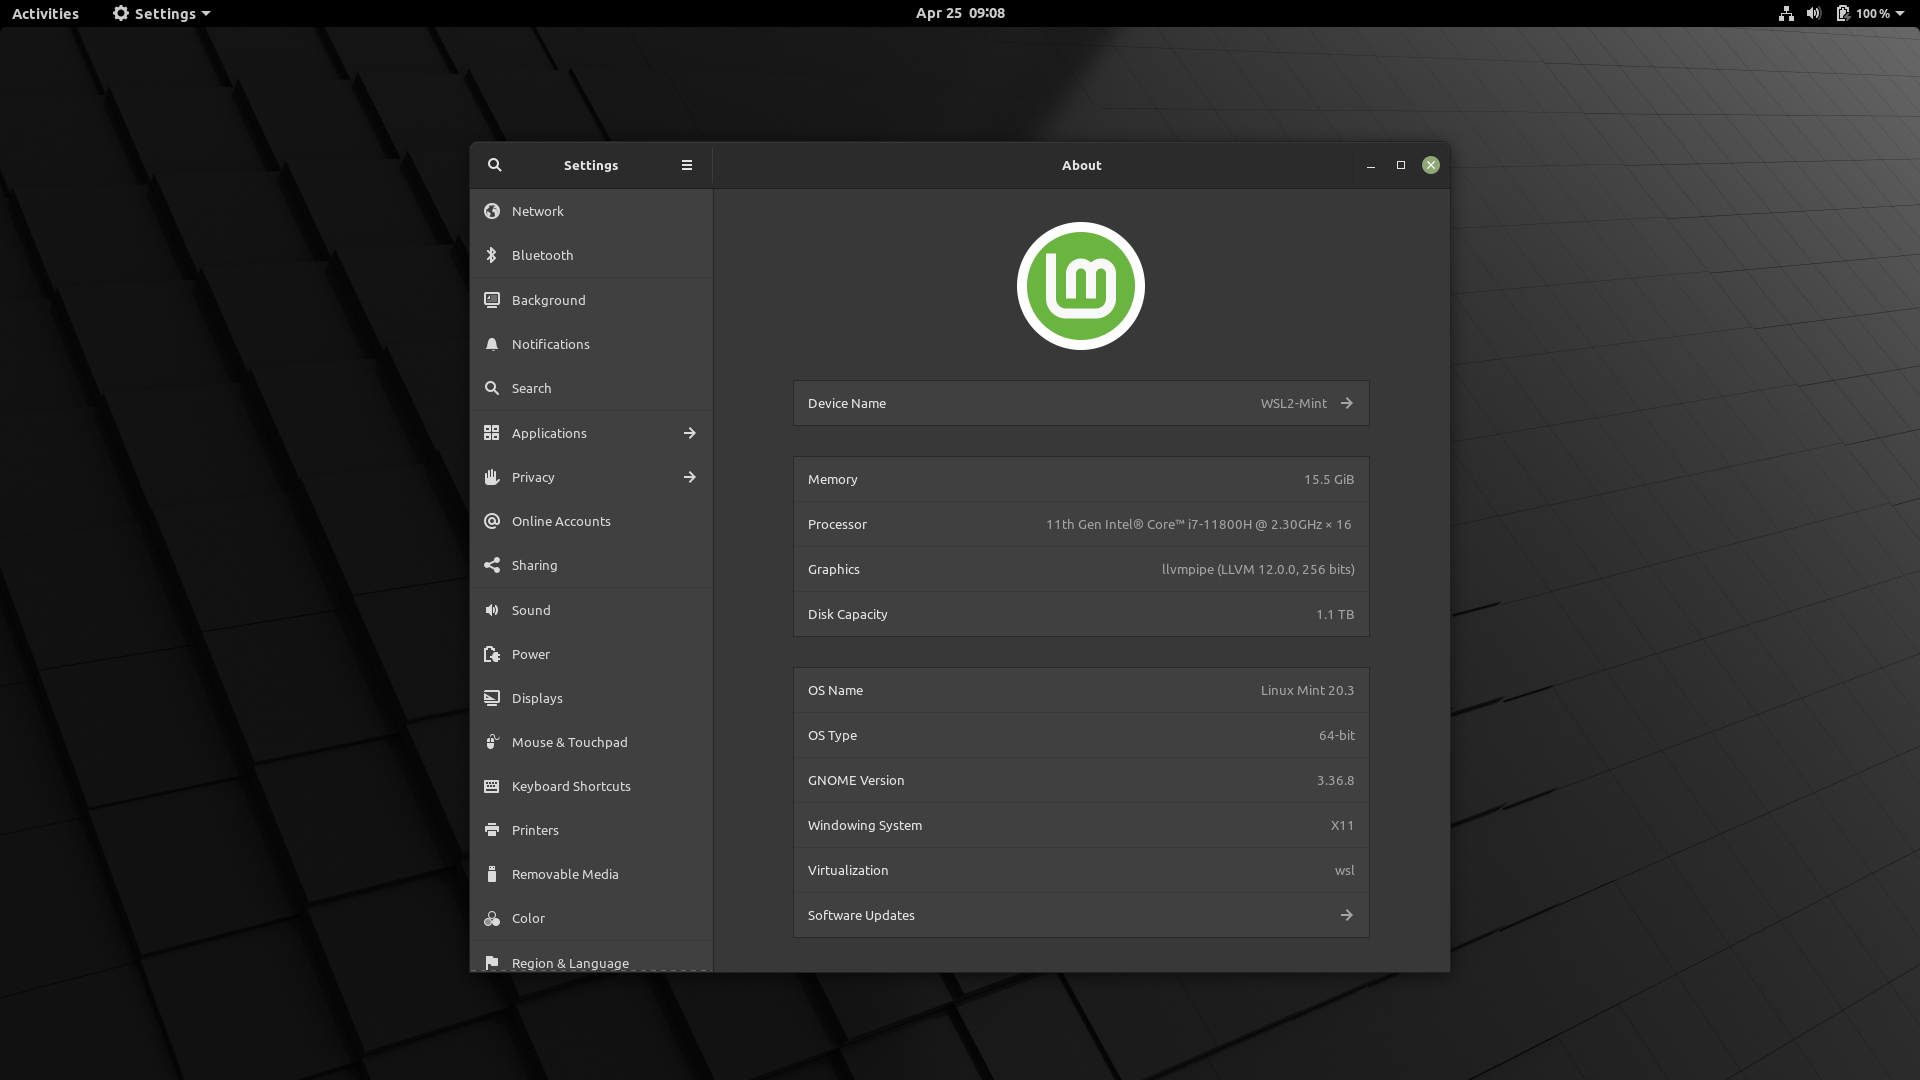 Activities Settings Apr 25 09:08 100 %
Settings About
Network
Bluetooth
Background
Notifications
Search
Applications
Privacy
Online Accounts
Sharing
Sound
Power
Displays
Mouse & Touchpad
Keyboard Shortcuts
Printers
Removable Media
Color
Region & Language
lm
Device Name WSL2-Mint
Memory 15.5 GiB
Processor 11th Gen Intel® Core™ i7-11800H @ 2.30GHz × 16
Graphics llvmpipe (LLVM 12.0.0, 256 bits)
Disk Capacity 1.1 TB
OS Name Linux Mint 20.3
OS Type 64-bit
GNOME Version 3.36.8
Windowing System X11
Virtualization wsl
Software Updates